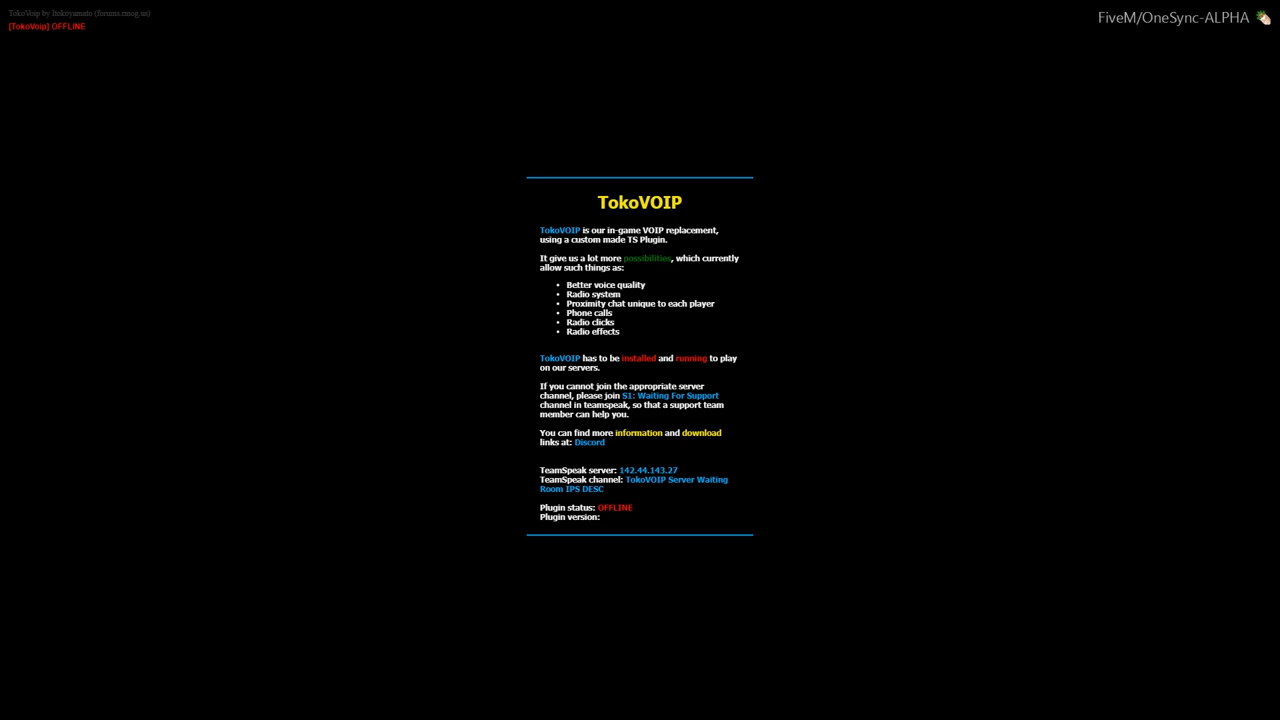 TokoVoip by Itokoyamato (forums.rmog.us)
[TokoVoip] OFFLINE
FiveM/OneSync-ALPHA
TokoVOIP
TokoVOIP is our in-game VOIP replacement,
using a custom made TS Plugin.
It give us a lot more possibilities, which currently
allow such things as:
• Better voice quality
• Radio system
• Proximity chat unique to each player
• Phone calls
• Radio clicks
• Radio effects
TokoVOIP has to be installed and running to play
on our servers.
If you cannot join the appropriate server
channel, please join S1: Waiting For Support
channel in teamspeak, so that a support team
member can help you.
You can find more information and download
links at: Discord
TeamSpeak server: 142.44.143.27
TeamSpeak channel: TokoVOIP Server Waiting
Room IPS DESC
Plugin status: OFFLINE
Plugin version: